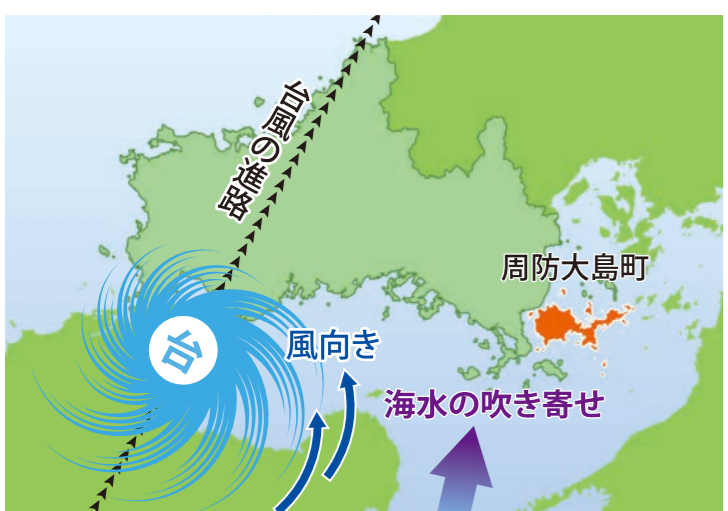 台風の進路
周防大島町
台
風向き
海水の吹き寄せ